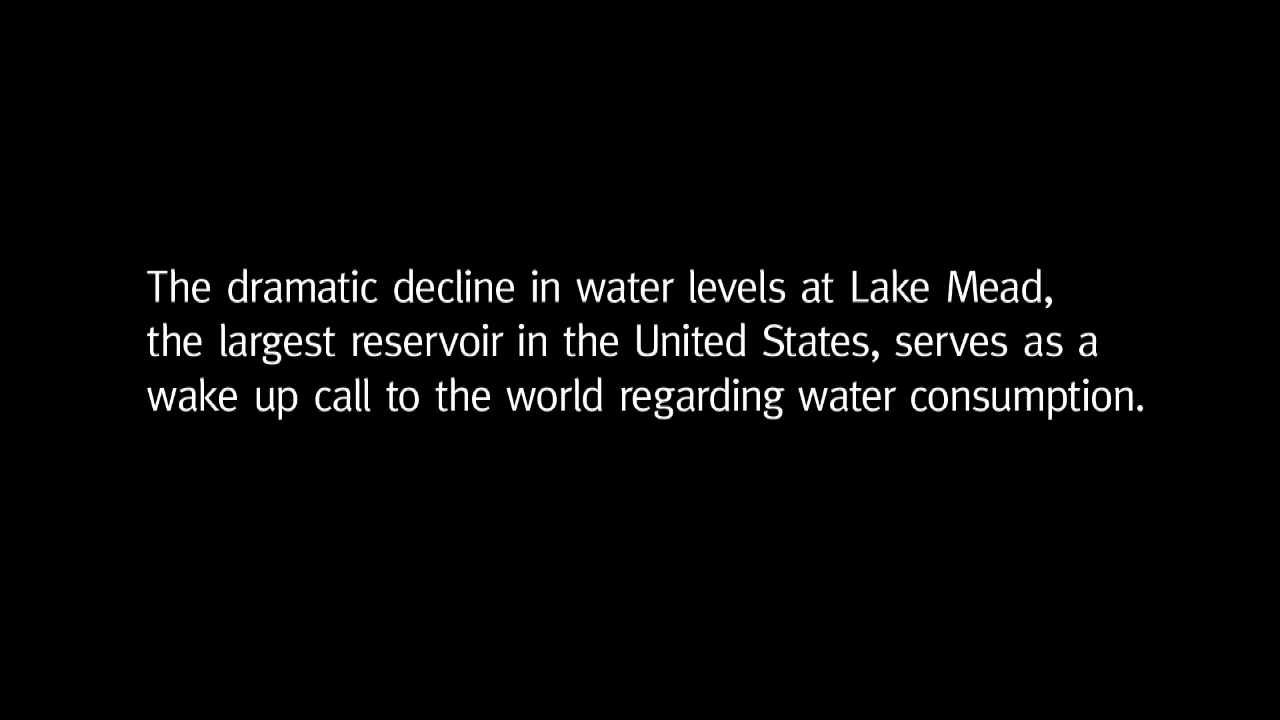 The dramatic decline in water levels at Lake Mead,
the largest reservoir in the United States, serves as a
wake up call to the world regarding water consumption.